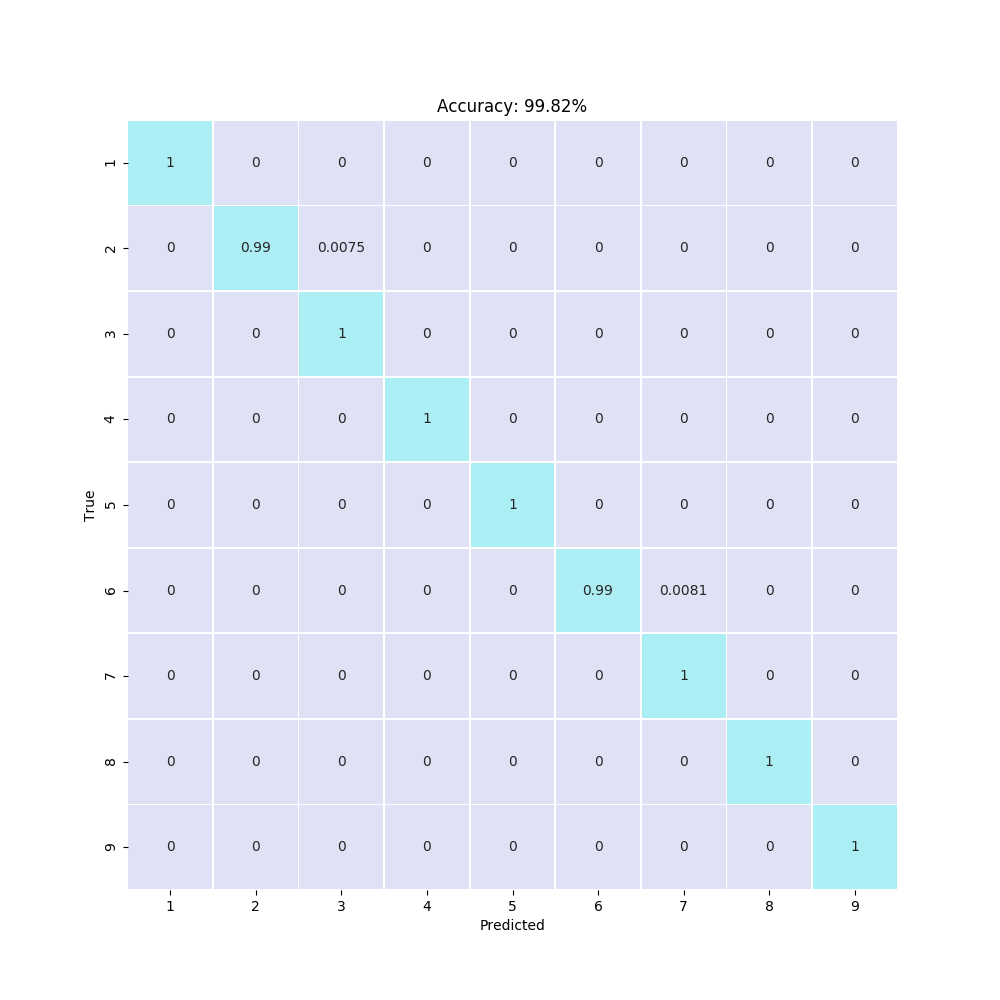 Accuracy: 99.82%
1 1 0 0 0 0 0 0 0 0
2 0 0.99 0.0075 0 0 0 0 0 0
3 0 0 1 0 0 0 0 0 0
4 0 0 0 1 0 0 0 0 0
True
5 0 0 0 0 1 0 0 0 0
6 0 0 0 0 0 0.99 0.0081 0 0
7 0 0 0 0 0 0 1 0 0
8 0 0 0 0 0 0 0 1 0
9 0 0 0 0 0 0 0 0 1
1 2 3 4 5 6 7 8 9
Predicted